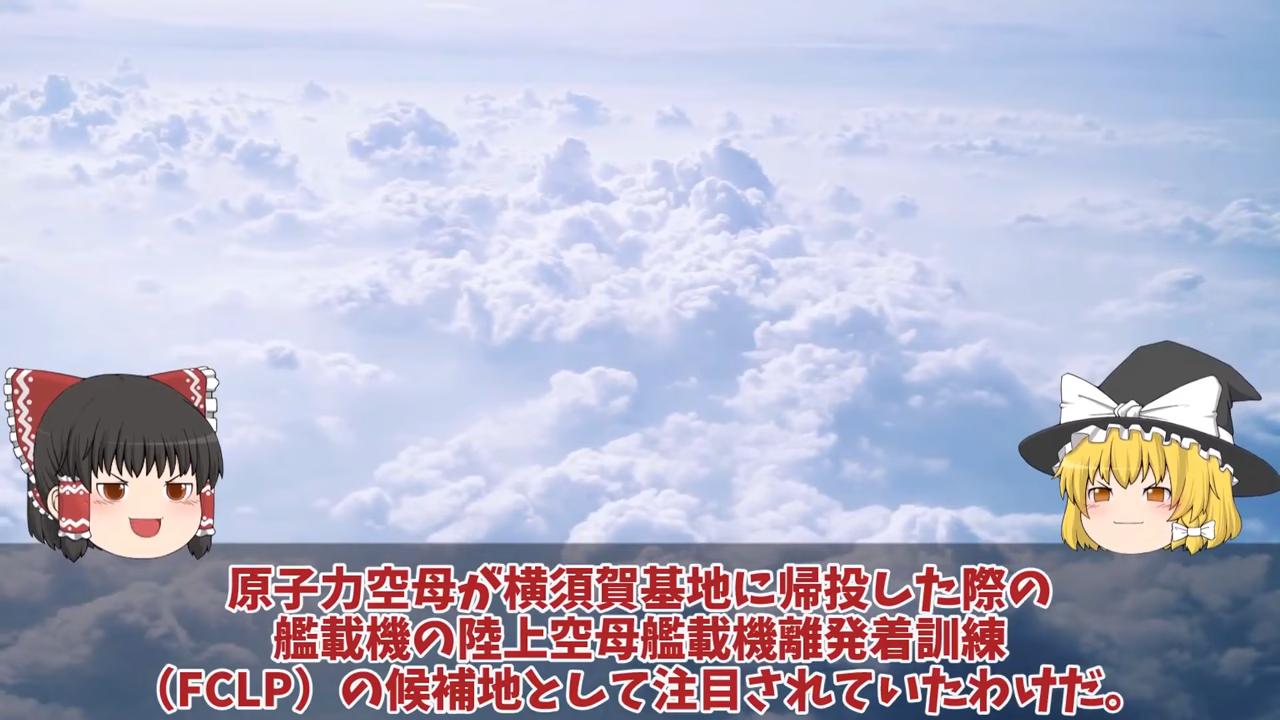 原子力空母が横須賀基地に帰投した際の
艦載機の陸上空母艦載機離発着訓練
（FCLP）の候補地として注目されていたわけだ。